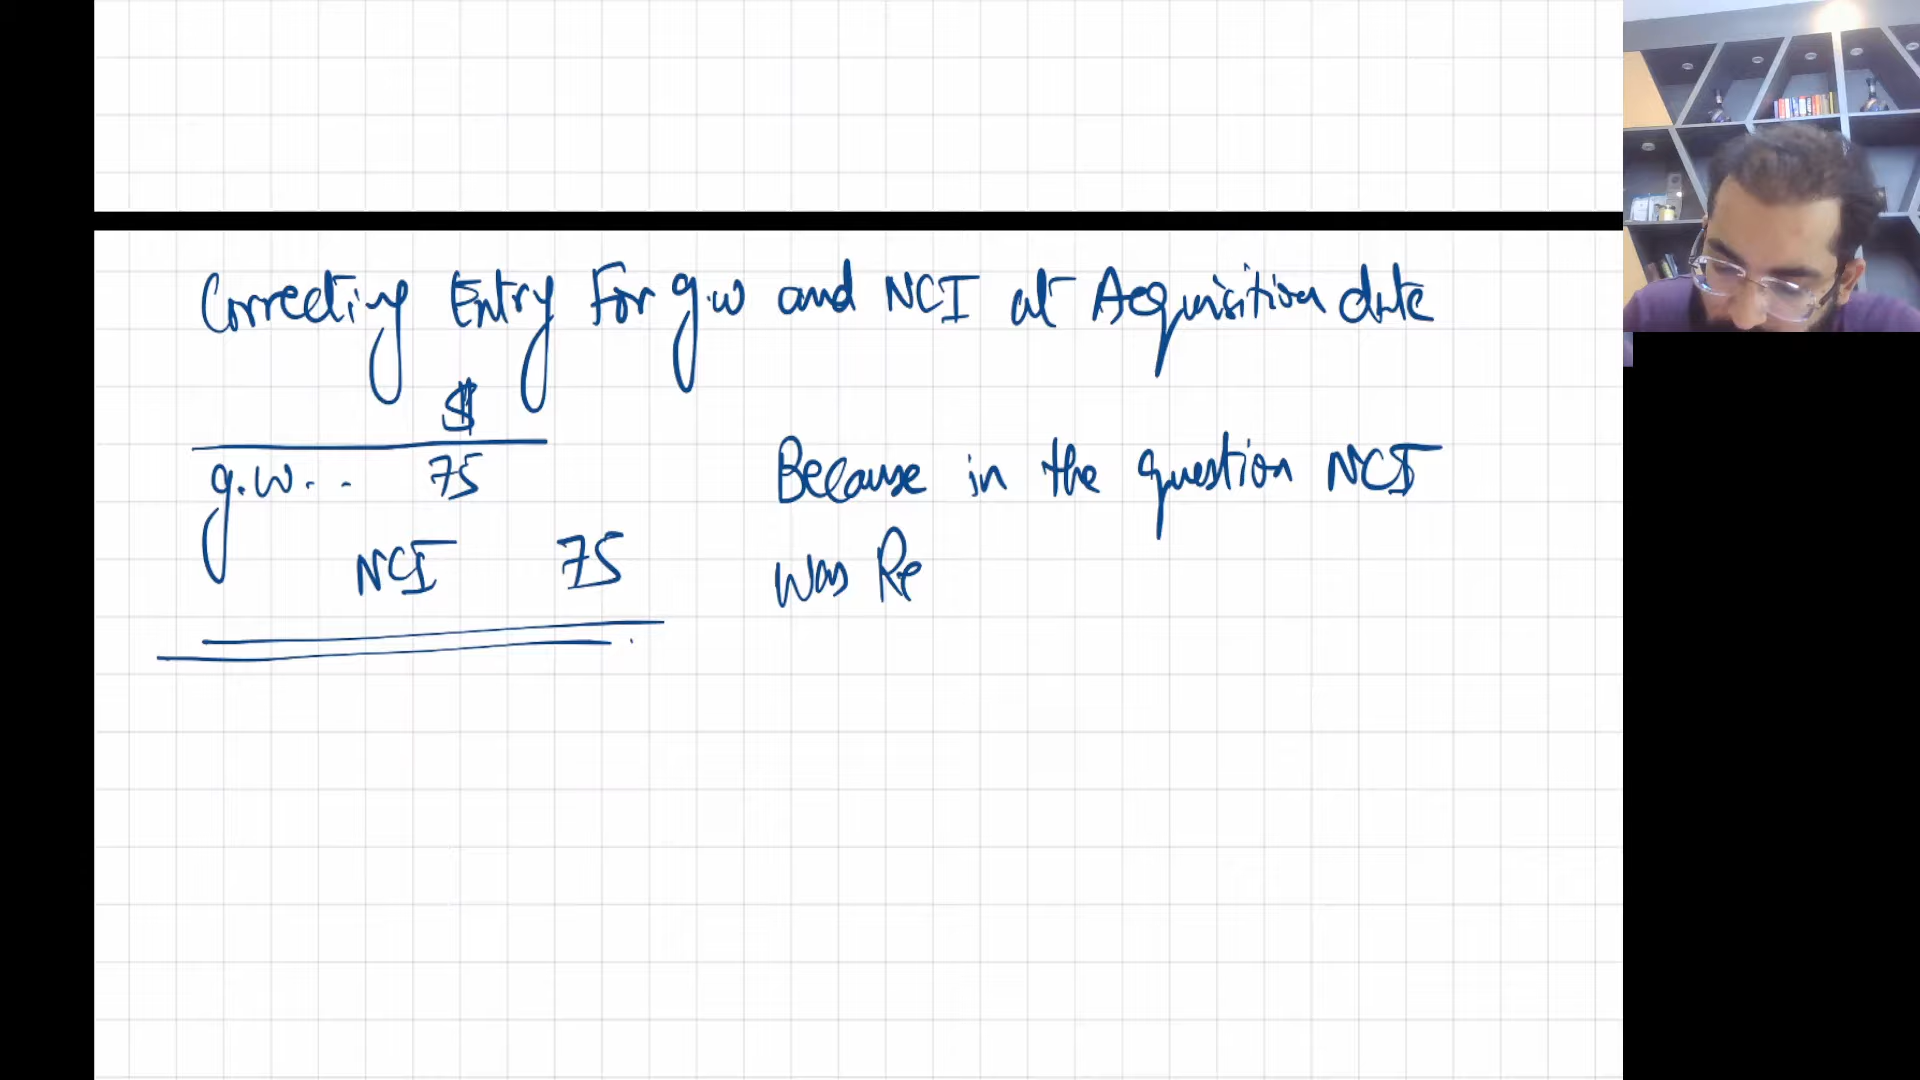 Correcting Entry For g.w and NCI at Acquisition date
$
g.w.. 75
NCI 75
Because in the question NCI
was Re